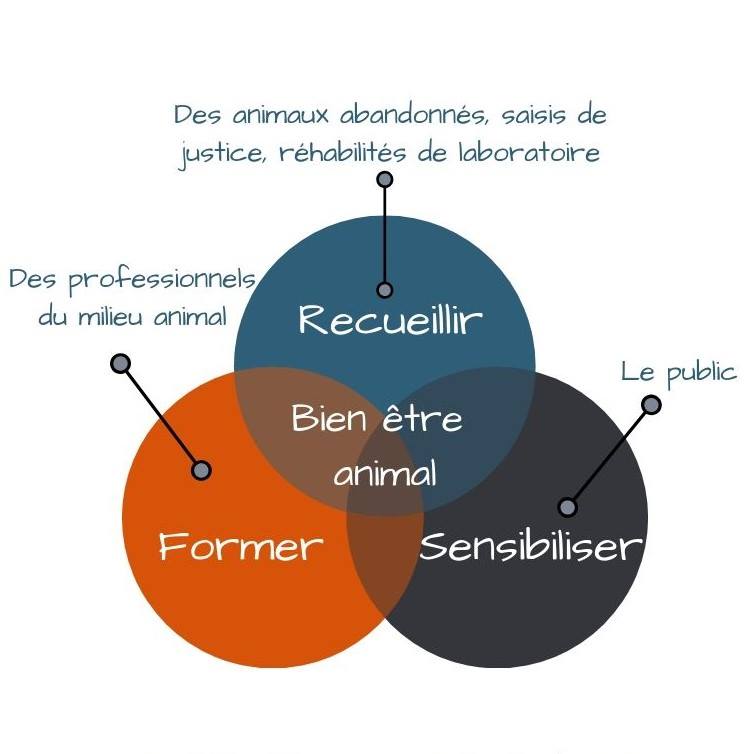 Des animaux abandonnés, saisis de
justice, réhabilités de laboratoire
Des professionnels
du milieu animal
Recueillir
Le public
Bien être
animal
Former
Sensibiliser